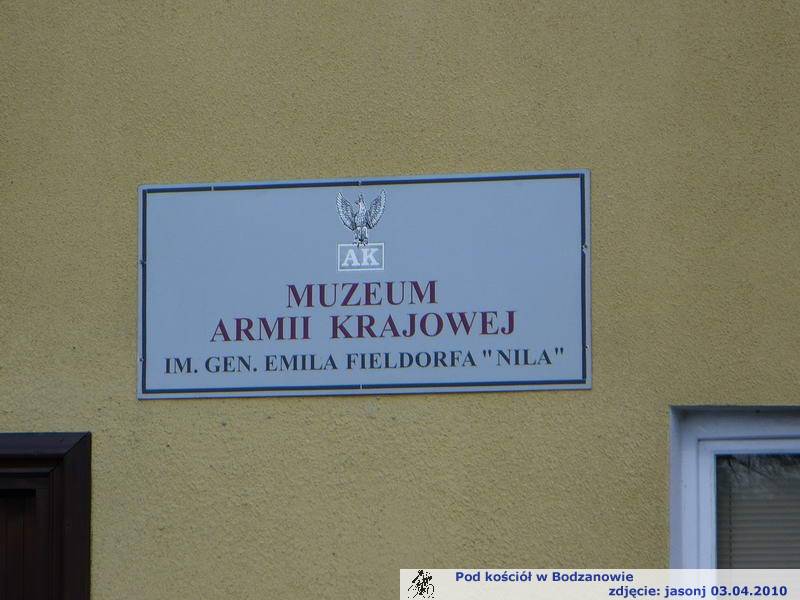 AK
MUZEUM
ARMII KRAJOWEJ
IM. GEN. EMILA FIELDORFA "NILA"
Pod kościół w Bodzanowie
zdjęcie: jasonj 03.04.2010